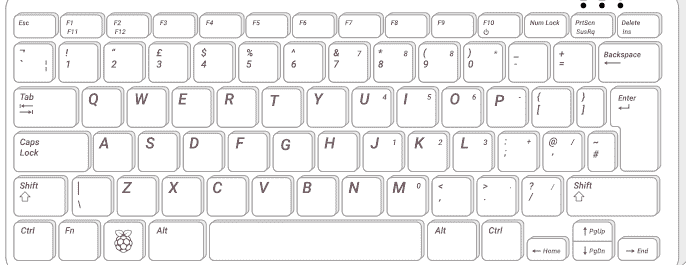 Esc F1 F2 F3 F4 F5 F6 F7 F8 F9 F10 Num Lock PrtScn Delete
F11 F12 SusRq Ins
¬ ! " £ $ % ^ & 7 * 8 ( 9 ) * _ + Backspace
` ¦ 1 2 3 4 5 6 7 8 9 0 - =
Tab Q W E R T Y U 4 I 5 O 6 P - { } Enter
[ ]
Caps A S D F G H J 1 K 2 L 3 : + @ / ~
Lock ; ' #
Shift | Z X C V B N M 0 < > . ? / Shift
\ , . /
Ctrl Fn Alt Alt Ctrl ↑ PgUp
← Home ↓ PgDn → End